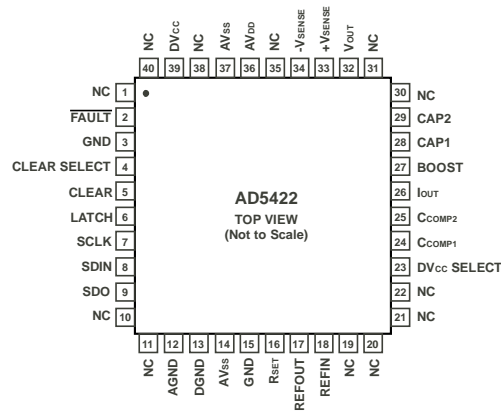 NC
DVCC
NC
AVSS
AVDD
NC
-VSENSE
+VSENSE
VOUT
NC
40
39
38
37
36
35
34
33
32
31
NC 1
FAULT 2
GND 3
CLEAR SELECT 4
CLEAR 5
LATCH 6
SCLK 7
SDIN 8
SDO 9
NC 10
AD5422
TOP VIEW
(Not to Scale)
30 NC
29 CAP2
28 CAP1
27 BOOST
26 IOUT
25 CCOMP2
24 CCOMP1
23 DVCC SELECT
22 NC
21 NC
11
12
13
14
15
16
17
18
19
20
NC
AGND
DGND
AVSS
GND
RSET
REFOUT
REFIN
NC
NC